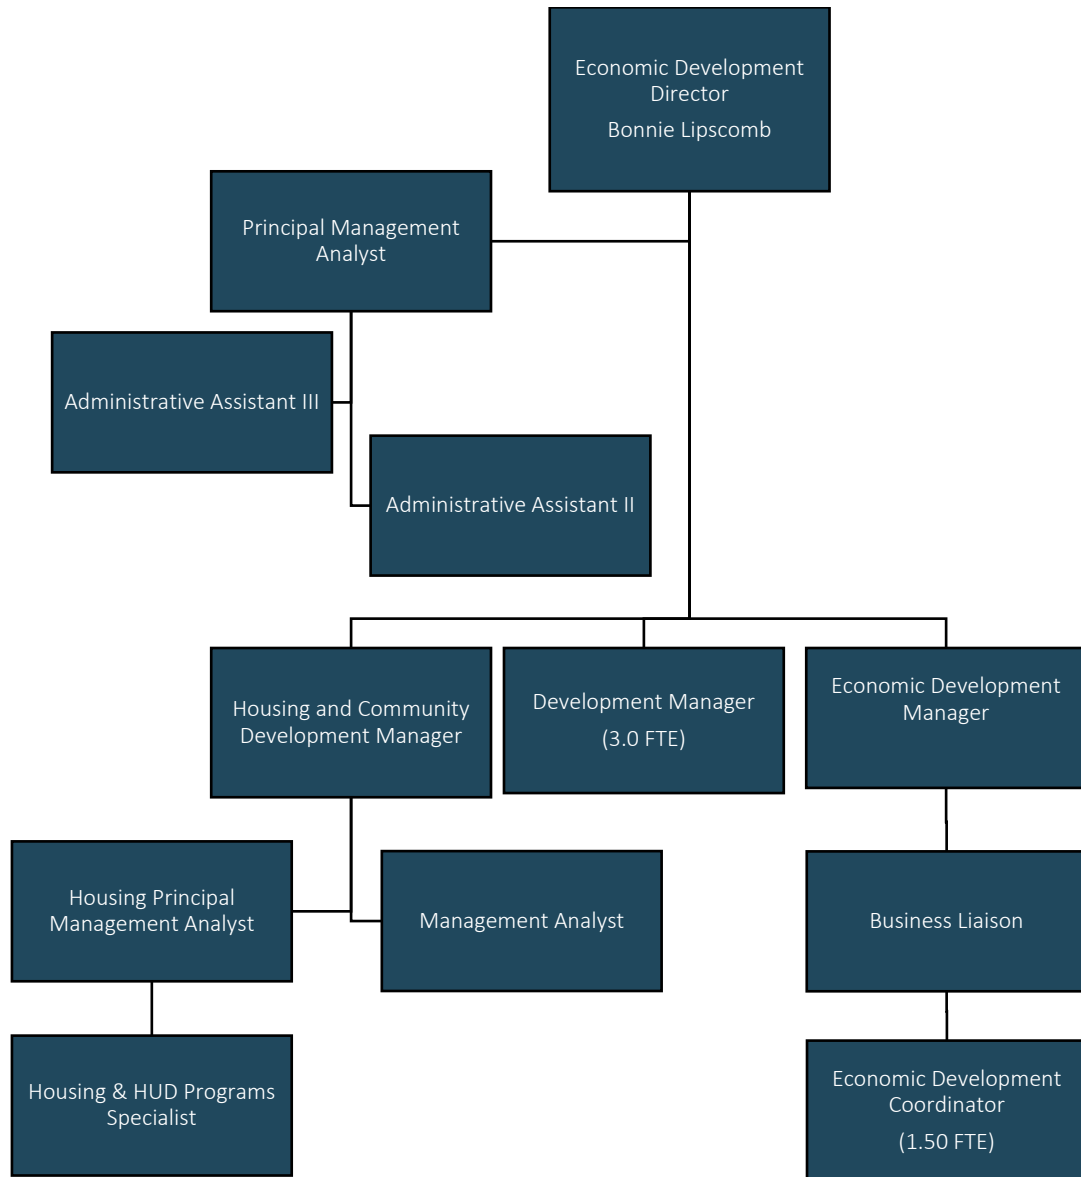 Economic Development
Director
Bonnie Lipscomb
Principal Management
Analyst
Administrative Assistant III
Administrative Assistant II
Housing and Community
Development Manager
Development Manager
(3.0 FTE)
Economic Development
Manager
Housing Principal
Management Analyst
Management Analyst
Business Liaison
Housing & HUD Programs
Specialist
Economic Development
Coordinator
(1.50 FTE)